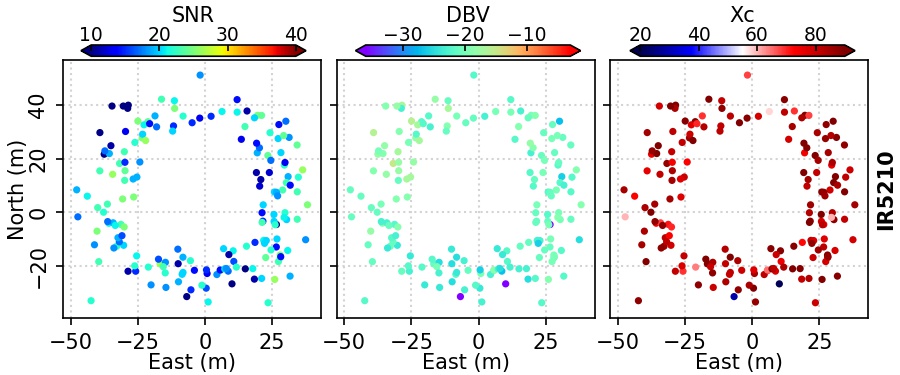 SNR DBV Xc
10 20 30 40 −30 −20 −10 20 40 60 80
North (m)
40
20
0
−20
−50 −25 0 25 −50 −25 0 25 −50 −25 0 25
East (m) East (m) East (m)
IR5210